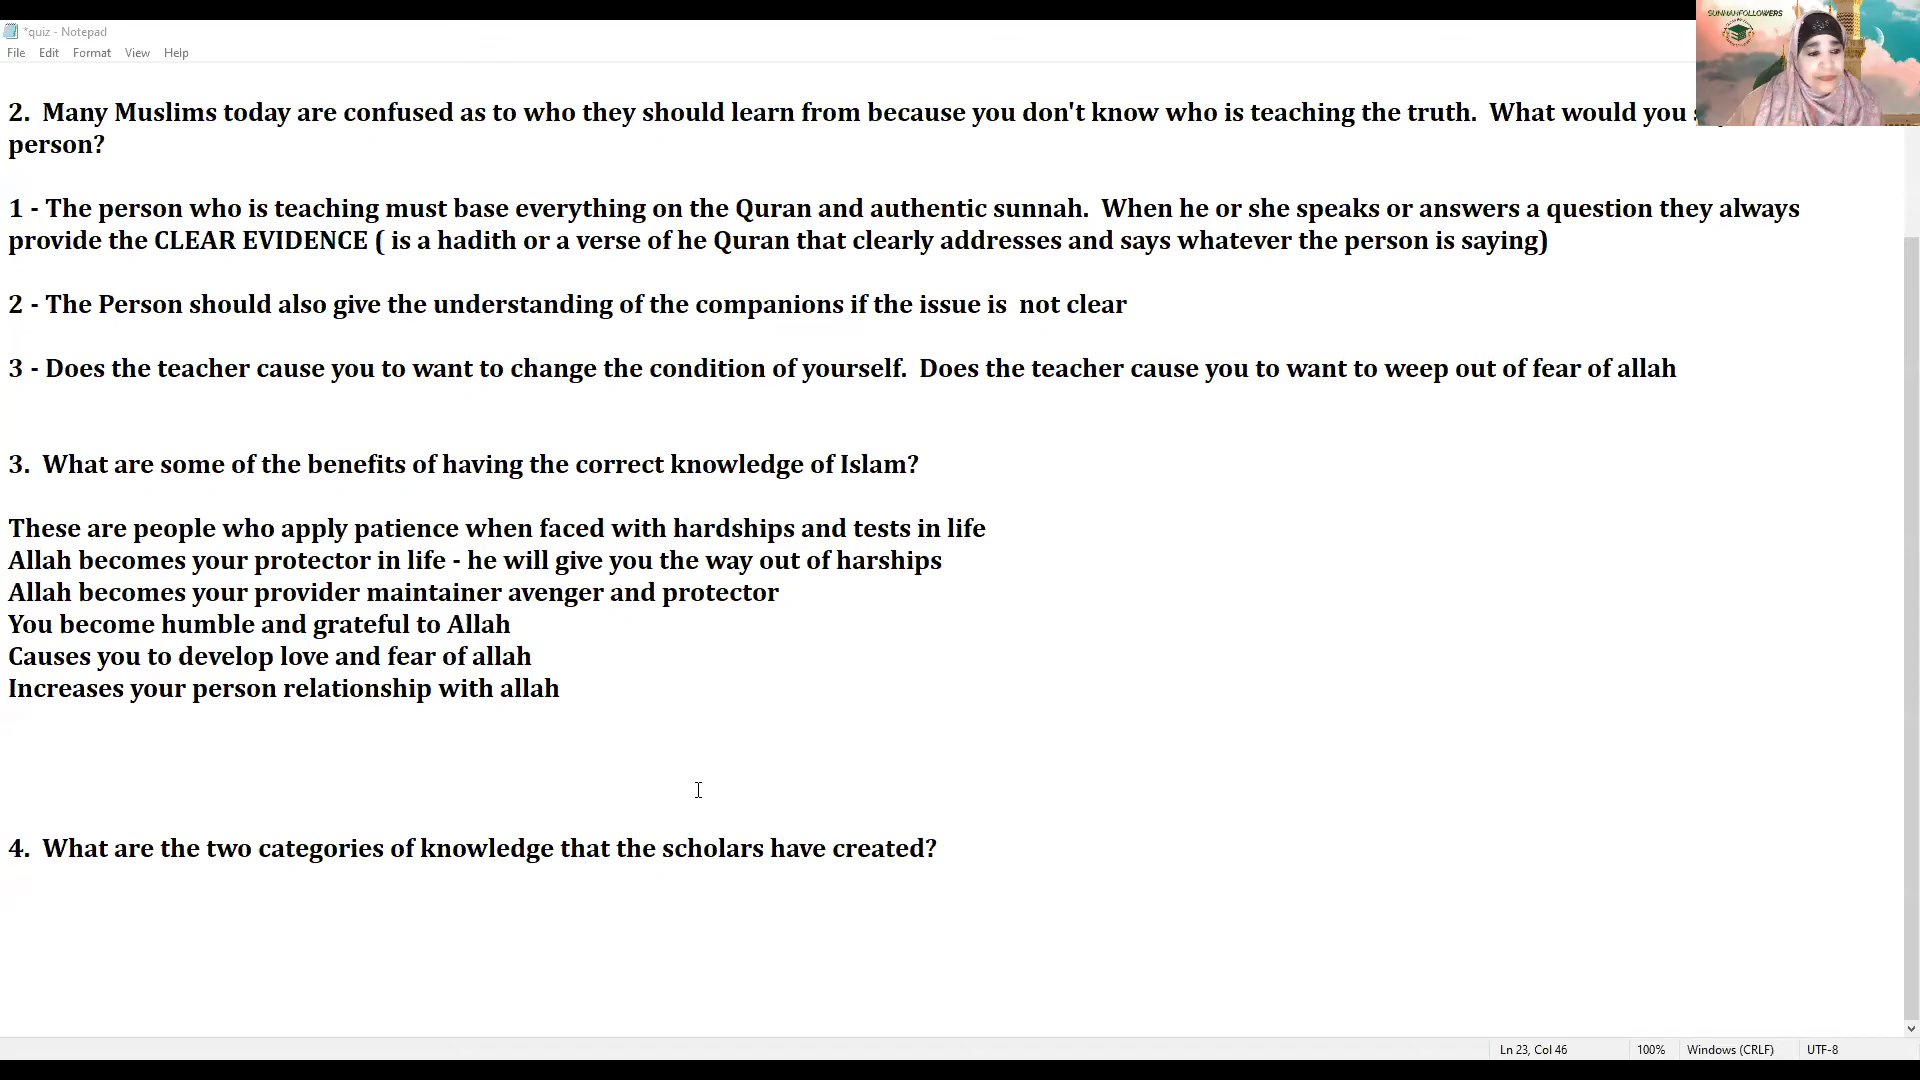 *quiz - Notepad
File Edit Format View Help
SUNNAHFOLLOWERS
2.  Many Muslims today are confused as to who they should learn from because you don't know who is teaching the truth.  What would you
person?
1 - The person who is teaching must base everything on the Quran and authentic sunnah.  When he or she speaks or answers a question they always
provide the CLEAR EVIDENCE ( is a hadith or a verse of he Quran that clearly addresses and says whatever the person is saying)
2 - The Person should also give the understanding of the companions if the issue is  not clear
3 - Does the teacher cause you to want to change the condition of yourself.  Does the teacher cause you to want to weep out of fear of allah
3.  What are some of the benefits of having the correct knowledge of Islam?
These are people who apply patience when faced with hardships and tests in life
Allah becomes your protector in life - he will give you the way out of harships
Allah becomes your provider maintainer avenger and protector
You become humble and grateful to Allah
Causes you to develop love and fear of allah
Increases your person relationship with allah
4.  What are the two categories of knowledge that the scholars have created?
Ln 23, Col 46 100% Windows (CRLF) UTF-8